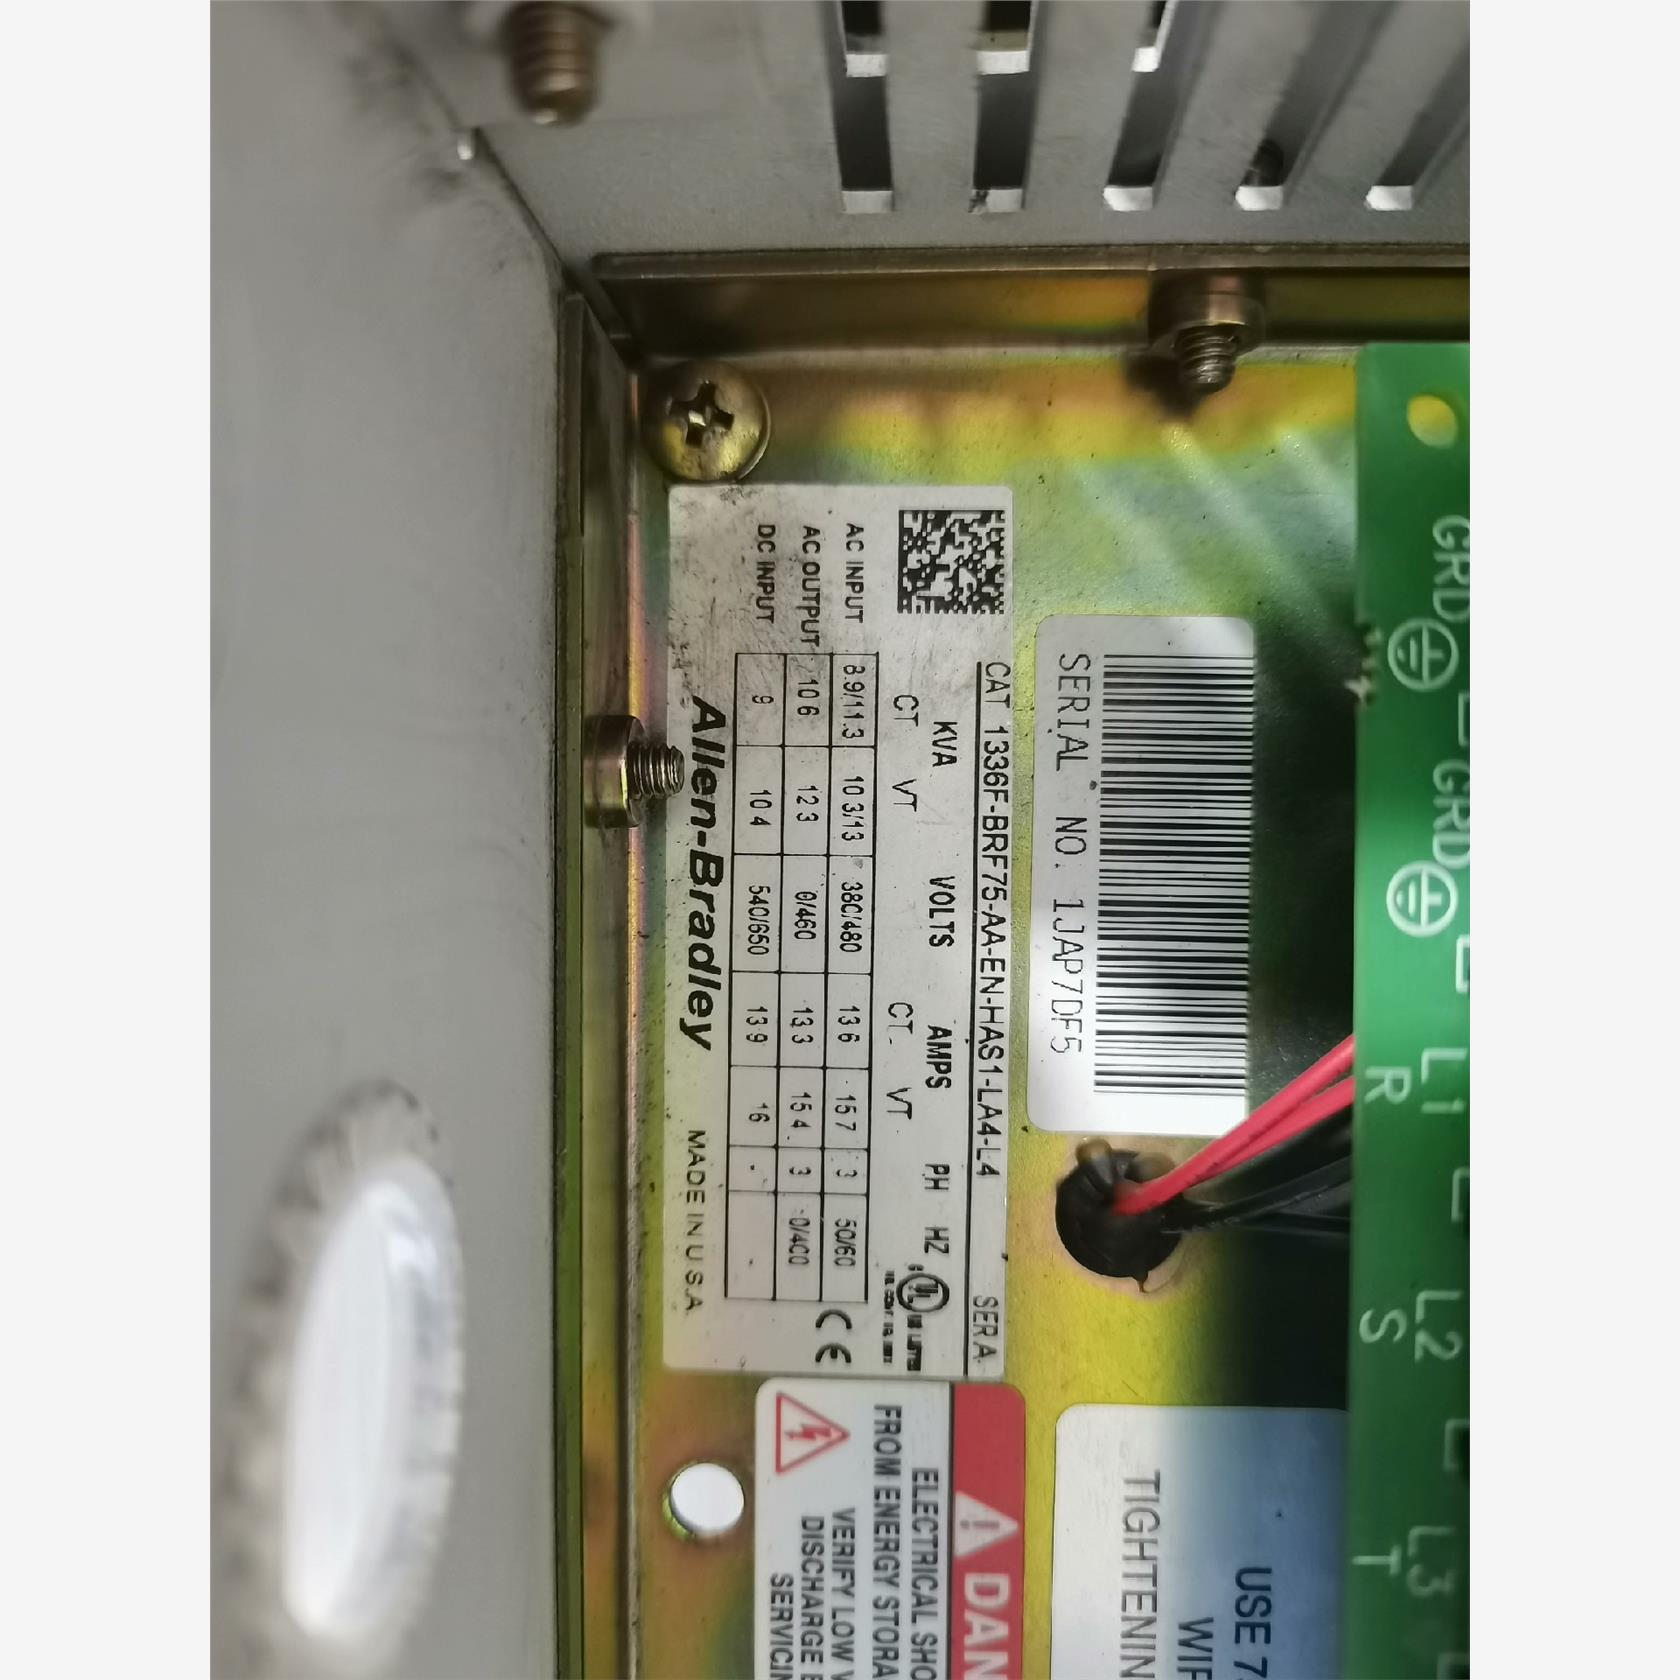 SERIAL NO. 1JAP7DF5
CAT 1336F-BRF75-AA-EN-HAS1-LA4-L4 SER A
KVA VOLTS AMPS PH HZ
CT VT CT VT
AC INPUT 8.9/11.3 10.3/13 380/480 13.6 15.7 3 50/60
AC OUTPUT 10.6 12.3 0/460 13.3 15.4 3 0/400
DC INPUT 9 10.4 540/650 13.9 16 - -
Allen-Bradley MADE IN U.S.A.
UL
CE
DAN
ELECTRICAL SHO
FROM ENERGY STORA
VERIFY LOW V
DISCHARGE B
SERVICIN
USE 7
WIR
TIGHTENIN
GRD GRD L1 L2 L3
R S T